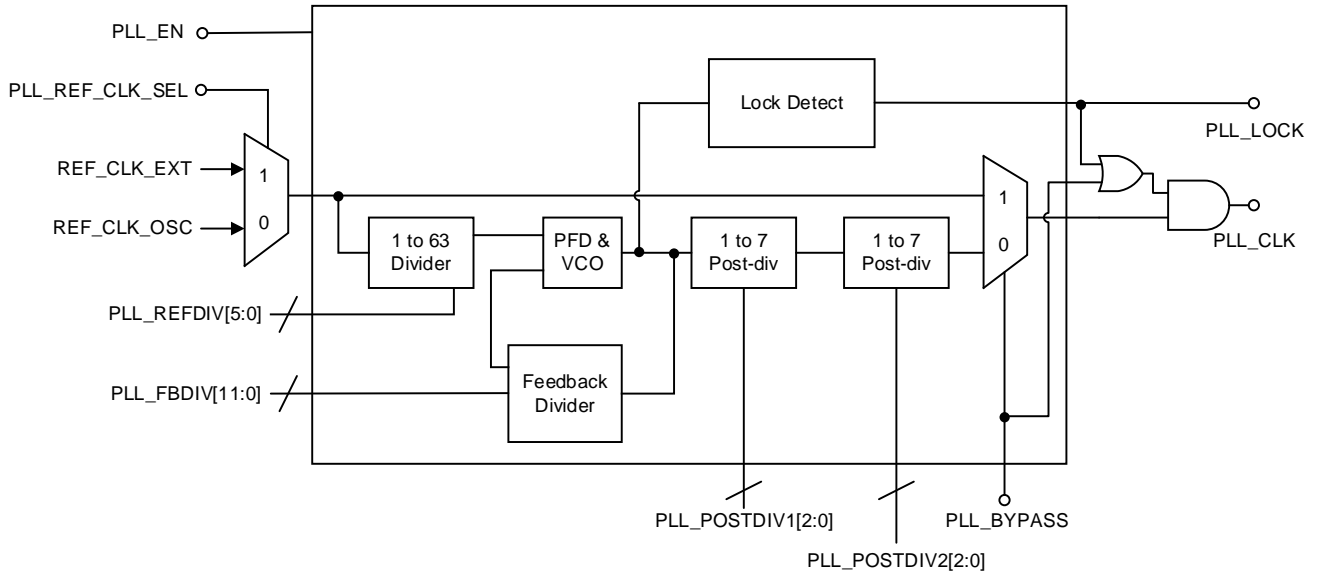 PLL_EN
PLL_REF_CLK_SEL
Lock Detect
PLL_LOCK
REF_CLK_EXT
1
1
REF_CLK_OSC
0
1 to 63
Divider
PFD &
VCO
1 to 7
Post-div
1 to 7
Post-div
0
PLL_CLK
PLL_REFDIV[5:0]
PLL_FBDIV[11:0]
Feedback
Divider
PLL_POSTDIV1[2:0]
PLL_BYPASS
PLL_POSTDIV2[2:0]